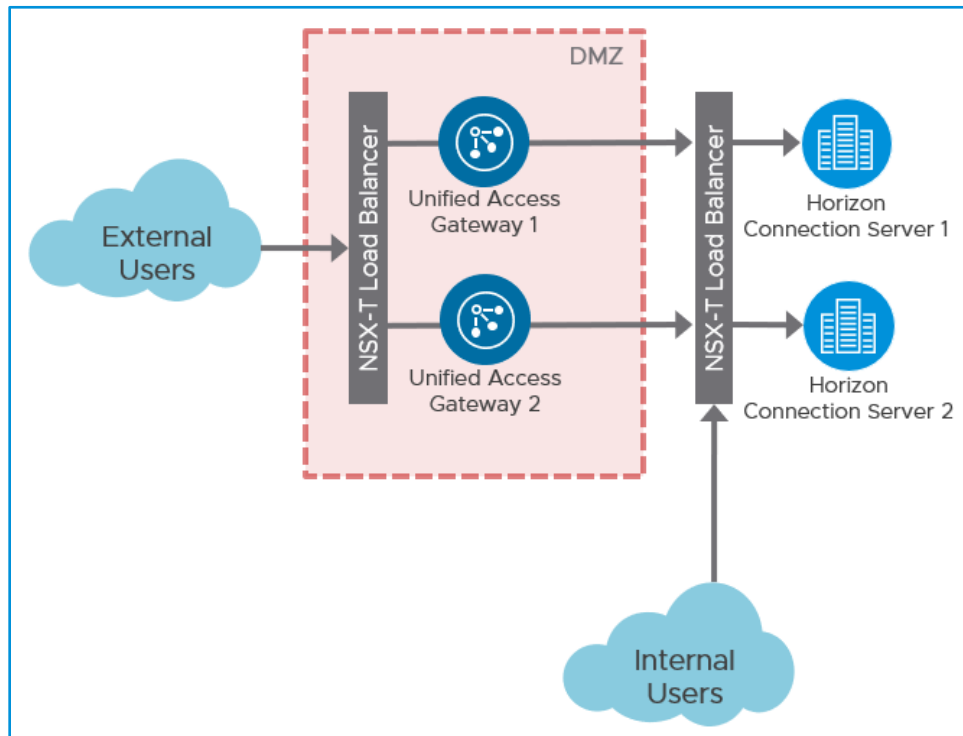 DMZ
NSX-T Load Balancer
Unified Access
Gateway 1
Unified Access
Gateway 2
External
Users
NSX-T Load Balancer
Horizon
Connection Server 1
Horizon
Connection Server 2
Internal
Users